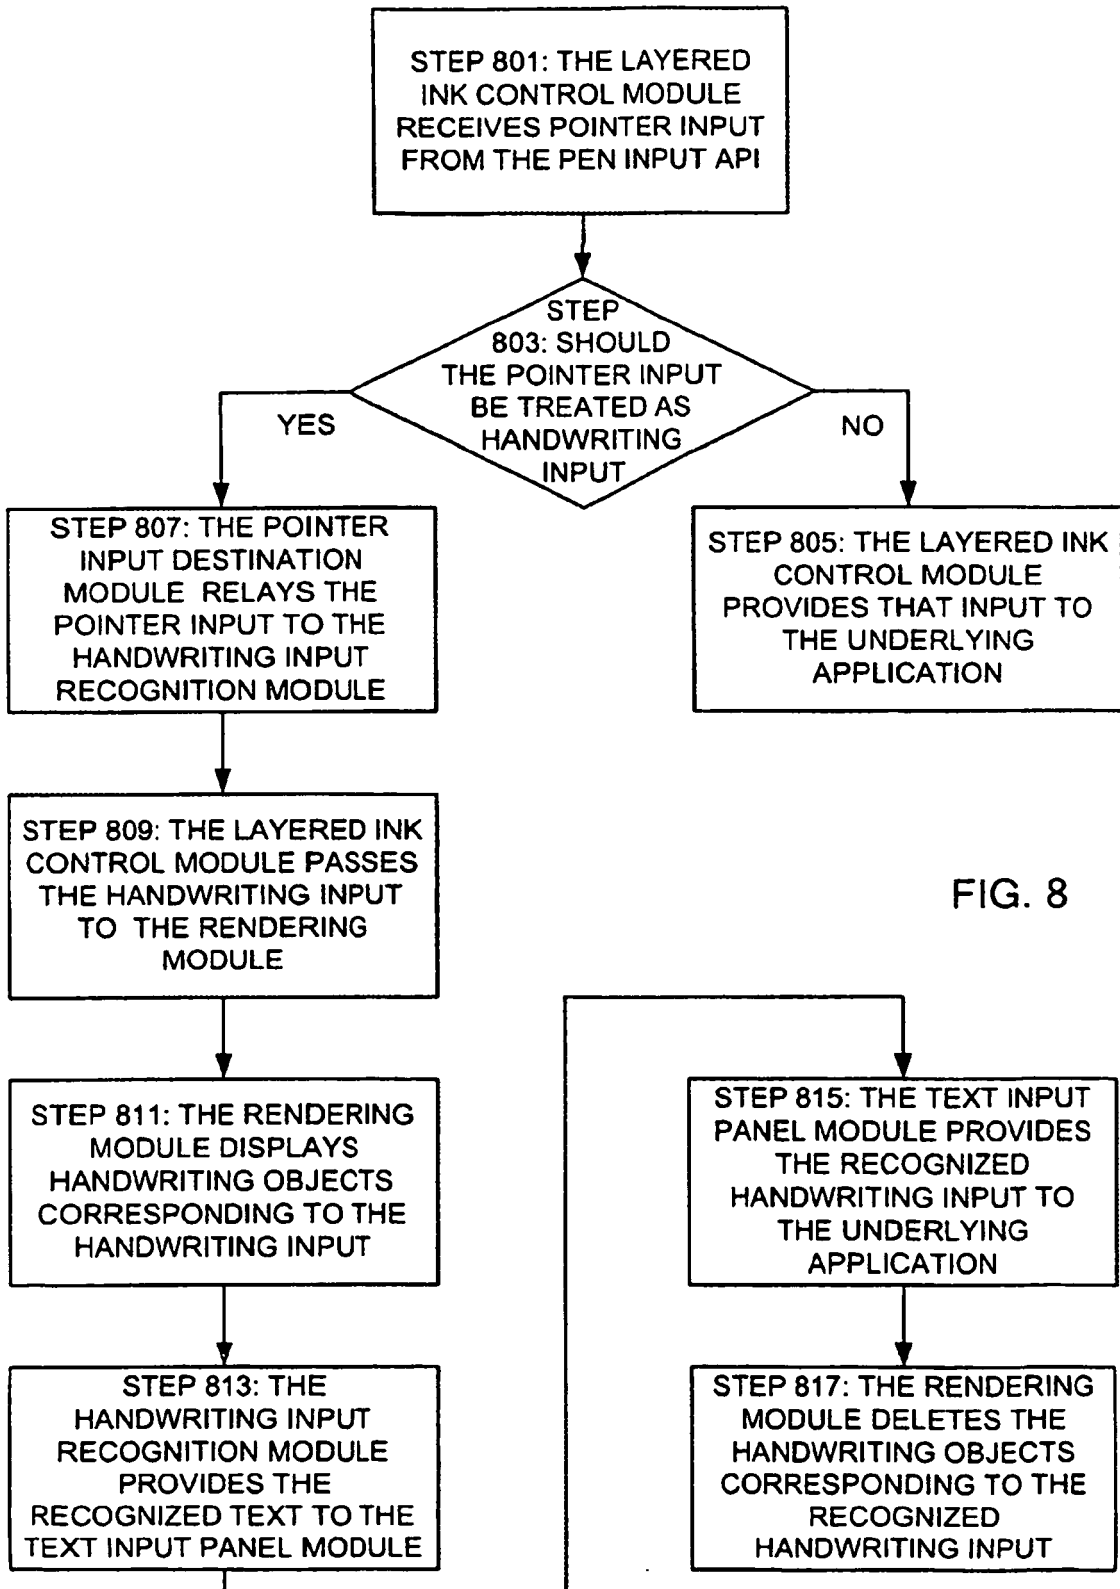 STEP 801: THE LAYERED
INK CONTROL MODULE
RECEIVES POINTER INPUT
FROM THE PEN INPUT API
STEP
803: SHOULD
THE POINTER INPUT
BE TREATED AS
HANDWRITING
INPUT
YES
NO
STEP 807: THE POINTER
INPUT DESTINATION
MODULE RELAYS THE
POINTER INPUT TO THE
HANDWRITING INPUT
RECOGNITION MODULE
STEP 805: THE LAYERED INK
CONTROL MODULE
PROVIDES THAT INPUT TO
THE UNDERLYING
APPLICATION
STEP 809: THE LAYERED INK
CONTROL MODULE PASSES
THE HANDWRITING INPUT
TO THE RENDERING
MODULE
FIG. 8
STEP 811: THE RENDERING
MODULE DISPLAYS
HANDWRITING OBJECTS
CORRESPONDING TO THE
HANDWRITING INPUT
STEP 813: THE
HANDWRITING INPUT
RECOGNITION MODULE
PROVIDES THE
RECOGNIZED TEXT TO THE
TEXT INPUT PANEL MODULE
STEP 815: THE TEXT INPUT
PANEL MODULE PROVIDES
THE RECOGNIZED
HANDWRITING INPUT TO
THE UNDERLYING
APPLICATION
STEP 817: THE RENDERING
MODULE DELETES THE
HANDWRITING OBJECTS
CORRESPONDING TO THE
RECOGNIZED
HANDWRITING INPUT